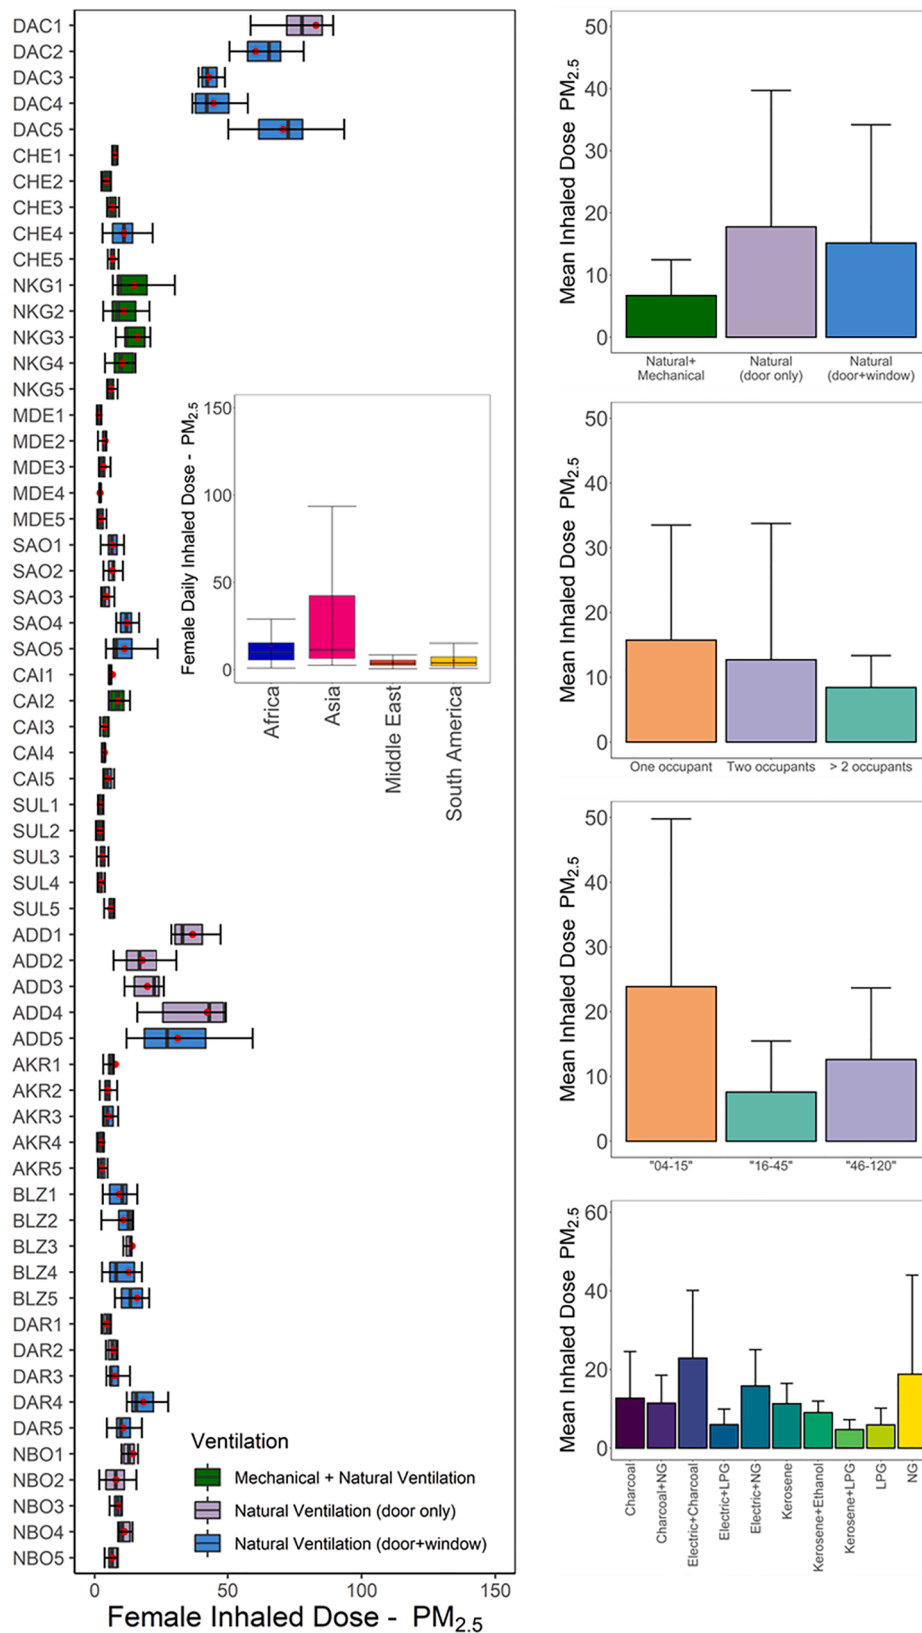 DAC1
DAC2
DAC3
DAC4
DAC5
CHE1
CHE2
CHE3
CHE4
CHE5
NKG1
NKG2
NKG3
NKG4
NKG5
MDE1
MDE2
MDE3
MDE4
MDE5
SAO1
SAO2
SAO3
SAO4
SAO5
CAI1
CAI2
CAI3
CAI4
CAI5
SUL1
SUL2
SUL3
SUL4
SUL5
ADD1
ADD2
ADD3
ADD4
ADD5
AKR1
AKR2
AKR3
AKR4
AKR5
BLZ1
BLZ2
BLZ3
BLZ4
BLZ5
DAR1
DAR2
DAR3
DAR4
DAR5
NBO1
NBO2
NBO3
NBO4
NBO5
0 50 100 150
Female Inhaled Dose - PM2.5
Ventilation
Mechanical + Natural Ventilation
Natural Ventilation (door only)
Natural Ventilation (door+window)
Female Daily Inhaled Dose - PM2.5
150
100
50
0
Africa
Asia
Middle East
South America
Mean Inhaled Dose PM2.5
50
40
30
20
10
0
Natural+ Natural Natural
Mechanical (door only) (door+window)
Mean Inhaled Dose PM2.5
50
40
30
20
10
0
One occupant Two occupants > 2 occupants
Mean Inhaled Dose PM2.5
50
40
30
20
10
0
"04-15" "16-45" "46-120"
Mean Inhaled Dose PM2.5
60
40
20
0
Charcoal
Charcoal+NG
Electric+Charcoal
Electric+LPG
Electric+NG
Kerosene
Kerosene+Ethanol
Kerosene+LPG
LPG
NG